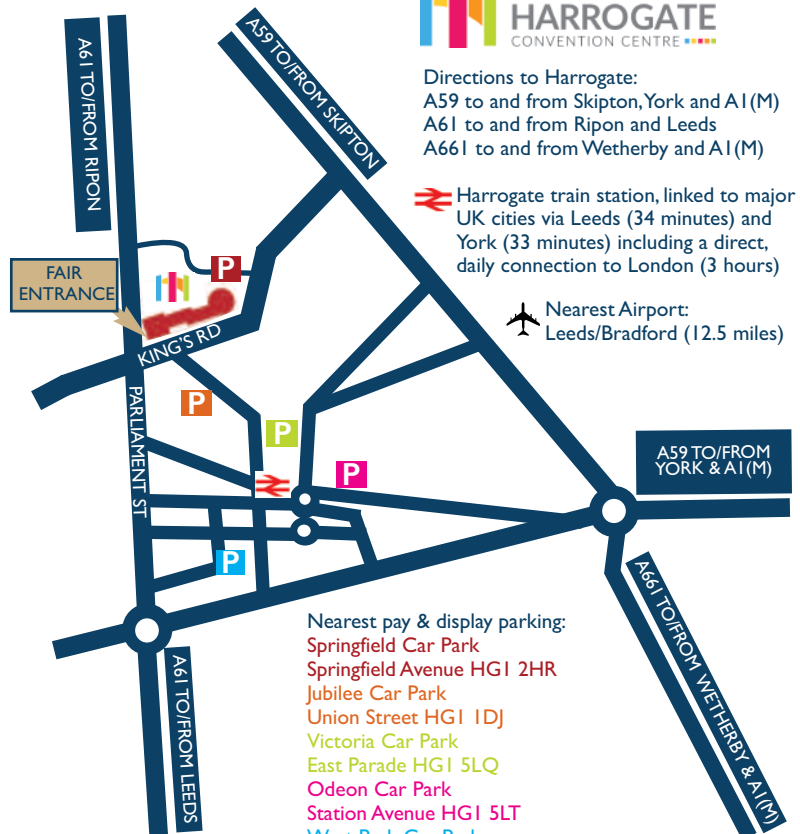 HARROGATE
CONVENTION CENTRE
A61 TO/FROM RIPON
A59 TO/FROM SKIPTON
Directions to Harrogate:
A59 to and from Skipton, York and A1(M)
A61 to and from Ripon and Leeds
A661 to and from Wetherby and A1(M)
Harrogate train station, linked to major
UK cities via Leeds (34 minutes) and
York (33 minutes) including a direct,
daily connection to London (3 hours)
Nearest Airport:
Leeds/Bradford (12.5 miles)
P
FAIR
ENTRANCE
KING'S RD
PARLIAMENT ST
P
P
P
P
A59 TO/FROM
YORK & A1(M)
A661 TO/FROM WETHERBY & A1(M)
A61 TO/FROM LEEDS
Nearest pay & display parking:
Springfield Car Park
Springfield Avenue HG1 2HR
Jubilee Car Park
Union Street HG1 1DJ
Victoria Car Park
East Parade HG1 5LQ
Odeon Car Park
Station Avenue HG1 5LT
West Park Car Park